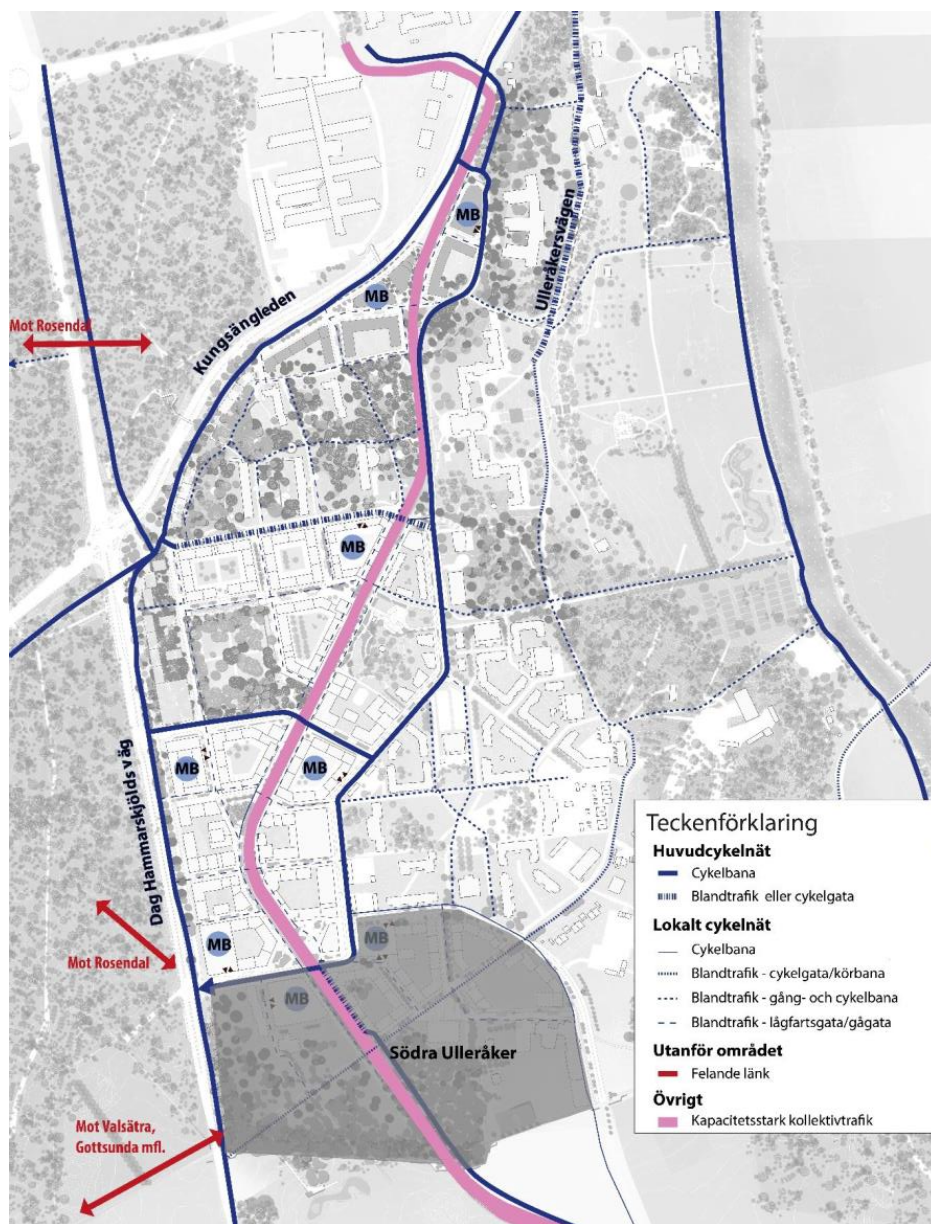 MB
Ulleråkersvägen
MB
Kungsängleden
Mot Rosendal
MB
MB
MB
Dag Hammarskjölds väg
MB
MB
Mot Rosendal
MB
Södra Ulleråker
Mot Valsätra,
Gottsunda mfl.
Teckenförklaring
Huvudcykelnät
Cykelbana
Blandtrafik eller cykelgata
Lokalt cykelnät
Cykelbana
Blandtrafik - cykelgata/körbana
Blandtrafik - gång- och cykelbana
Blandtrafik - lågfartsgata/gågata
Utanför området
Felande länk
Övrigt
Kapacitetsstark kollektivtrafik